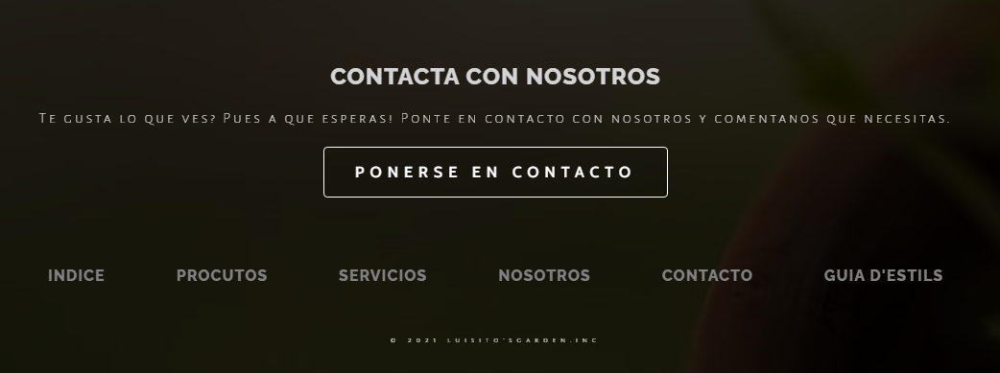 CONTACTA CON NOSOTROS
Te gusta lo que ves? Pues a que esperas! Ponte en contacto con nosotros y comentanos que necesitas.
PONERSE EN CONTACTO
INDICE PROCUTOS SERVICIOS NOSOTROS CONTACTO GUIA D'ESTILS
© 2021 LUISITO'SGARDEN.INC